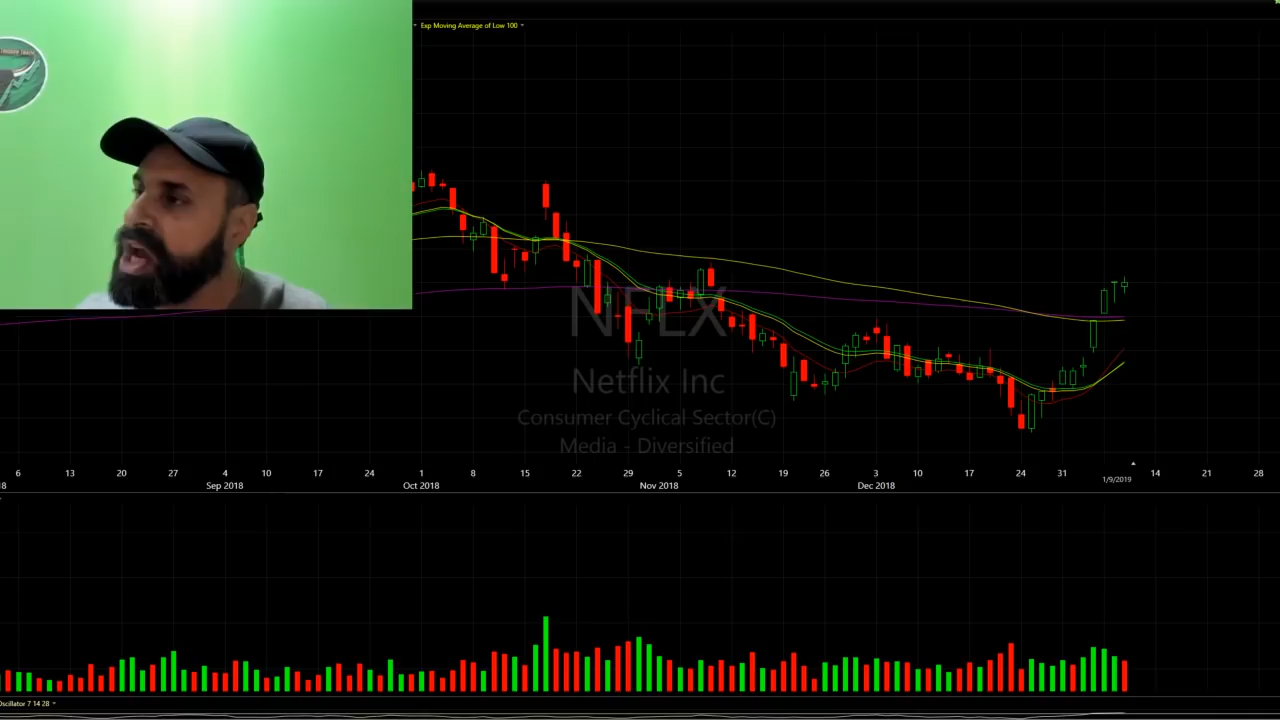 Exp Moving Average of Low 100
NFLX
Netflix Inc
Consumer Cyclical Sector(C)
Media - Diversified
6 13 20 27 4 10 17 24 1 8 15 22 29 5 12 19 26 3 10 17 24 31 14 21 28
18 Sep 2018 Oct 2018 Nov 2018 Dec 2018 1/9/2019
Oscillator 7 14 28